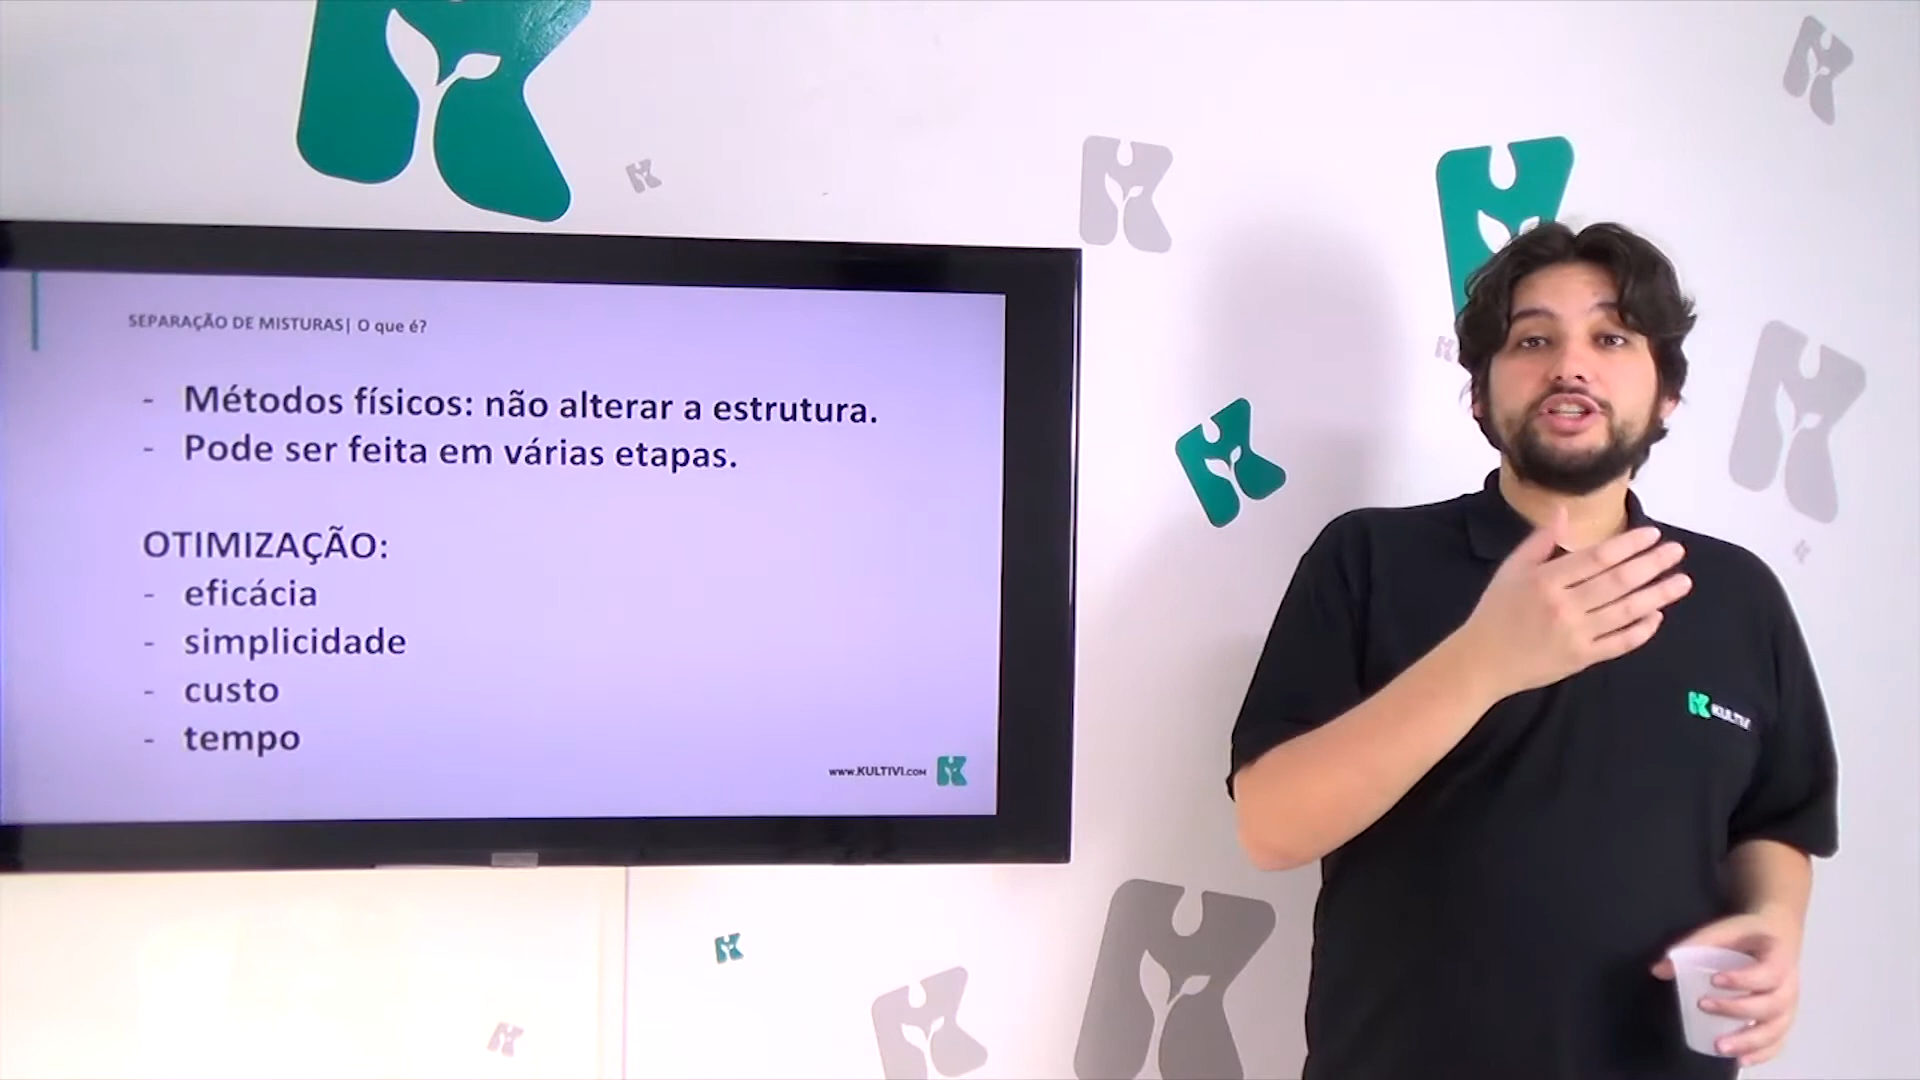 SEPARAÇÃO DE MISTURAS| O que é?
- Métodos físicos: não alterar a estrutura.
- Pode ser feita em várias etapas.
OTIMIZAÇÃO:
- eficácia
- simplicidade
- custo
- tempo
www.KULTIVI.COM
KULTIVI